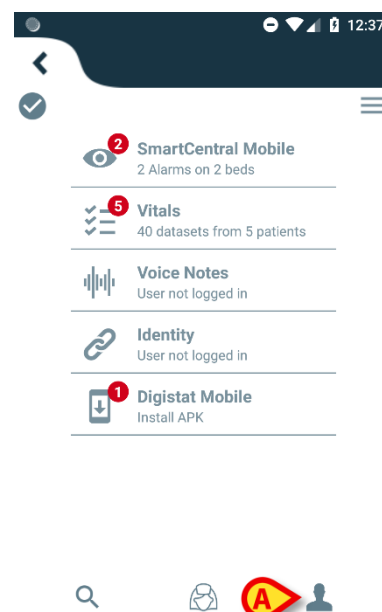 12:37
2
SmartCentral Mobile
2 Alarms on 2 beds
5
Vitals
40 datasets from 5 patients
Voice Notes
User not logged in
Identity
User not logged in
1
Digistat Mobile
Install APK
A